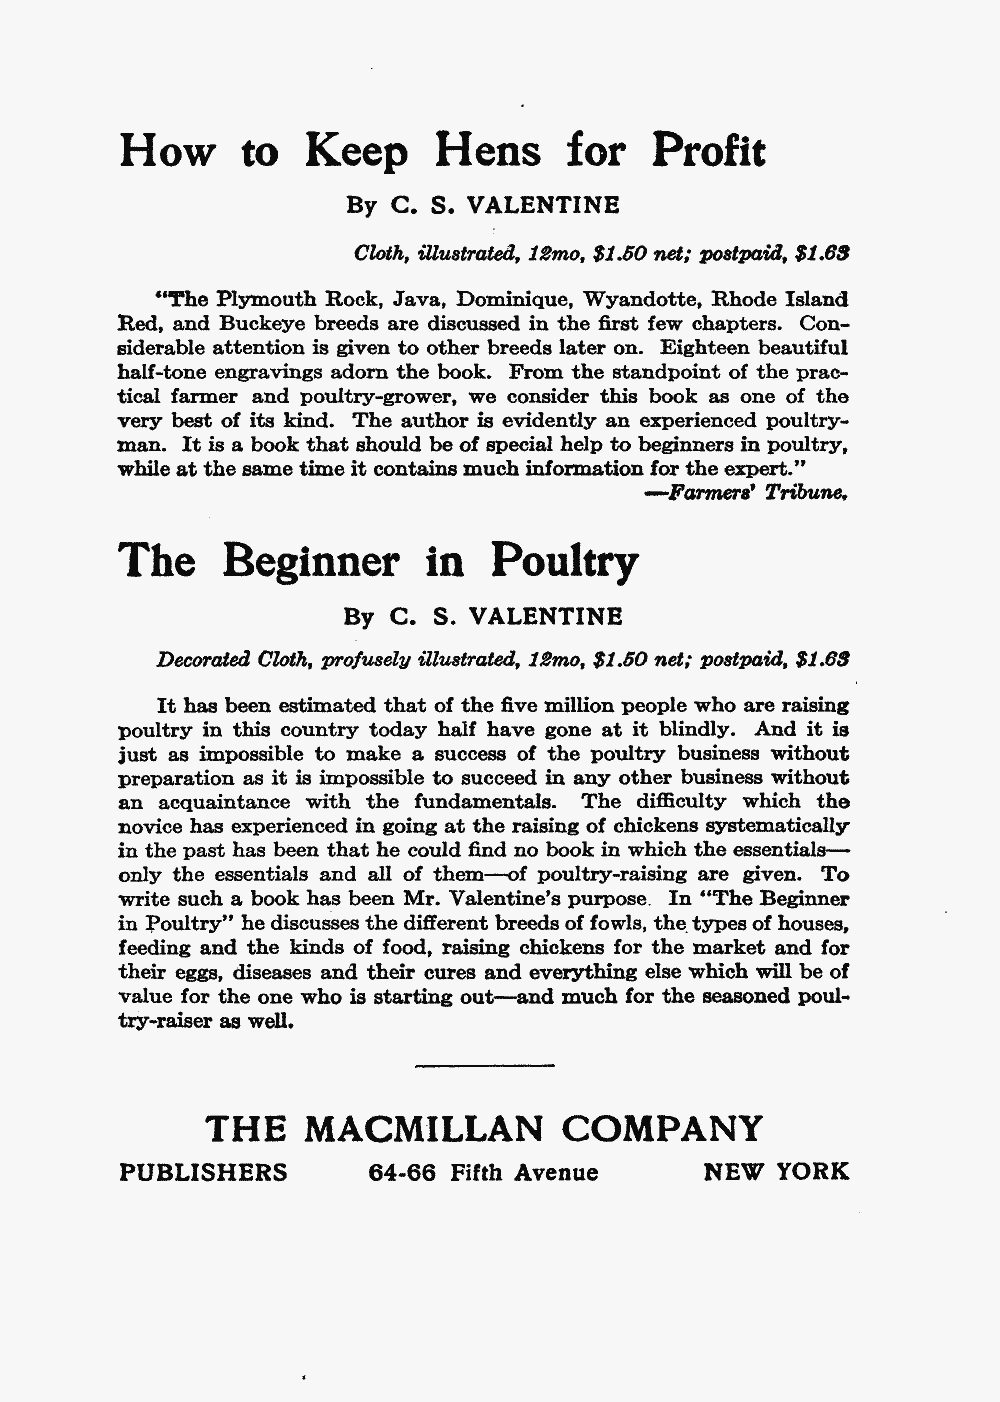 How to Keep Hens for Profit
By C. S. VALENTINE
Cloth, illustrated, 12mo, $1.50 net; postpaid, $1.63
“The Plymouth Rock, Java, Dominique, Wyandotte, Rhode Island
Red, and Buckeye breeds are discussed in the first few chapters. Con-
siderable attention is given to other breeds later on. Eighteen beautiful
half-tone engravings adorn the book. From the standpoint of the prac-
tical farmer and poultry-grower, we consider this book as one of the
very best of its kind. The author is evidently an experienced poultry-
man. It is a book that should be of special help to beginners in poultry,
while at the same time it contains much information for the expert.”
—Farmers’ Tribune.
The Beginner in Poultry
By C. S. VALENTINE
Decorated Cloth, profusely illustrated, 12mo, $1.50 net; postpaid, $1.63
It has been estimated that of the five million people who are raising
poultry in this country today half have gone at it blindly. And it is
just as impossible to make a success of the poultry business without
preparation as it is impossible to succeed in any other business without
an acquaintance with the fundamentals. The difficulty which the
novice has experienced in going at the raising of chickens systematically
in the past has been that he could find no book in which the essentials—
only the essentials and all of them—of poultry-raising are given. To
write such a book has been Mr. Valentine’s purpose. In “The Beginner
in Poultry” he discusses the different breeds of fowls, the types of houses,
feeding and the kinds of food, raising chickens for the market and for
their eggs, diseases and their cures and everything else which will be of
value for the one who is starting out—and much for the seasoned poul-
try-raiser as well.
THE MACMILLAN COMPANY
PUBLISHERS 64-66 Fifth Avenue NEW YORK